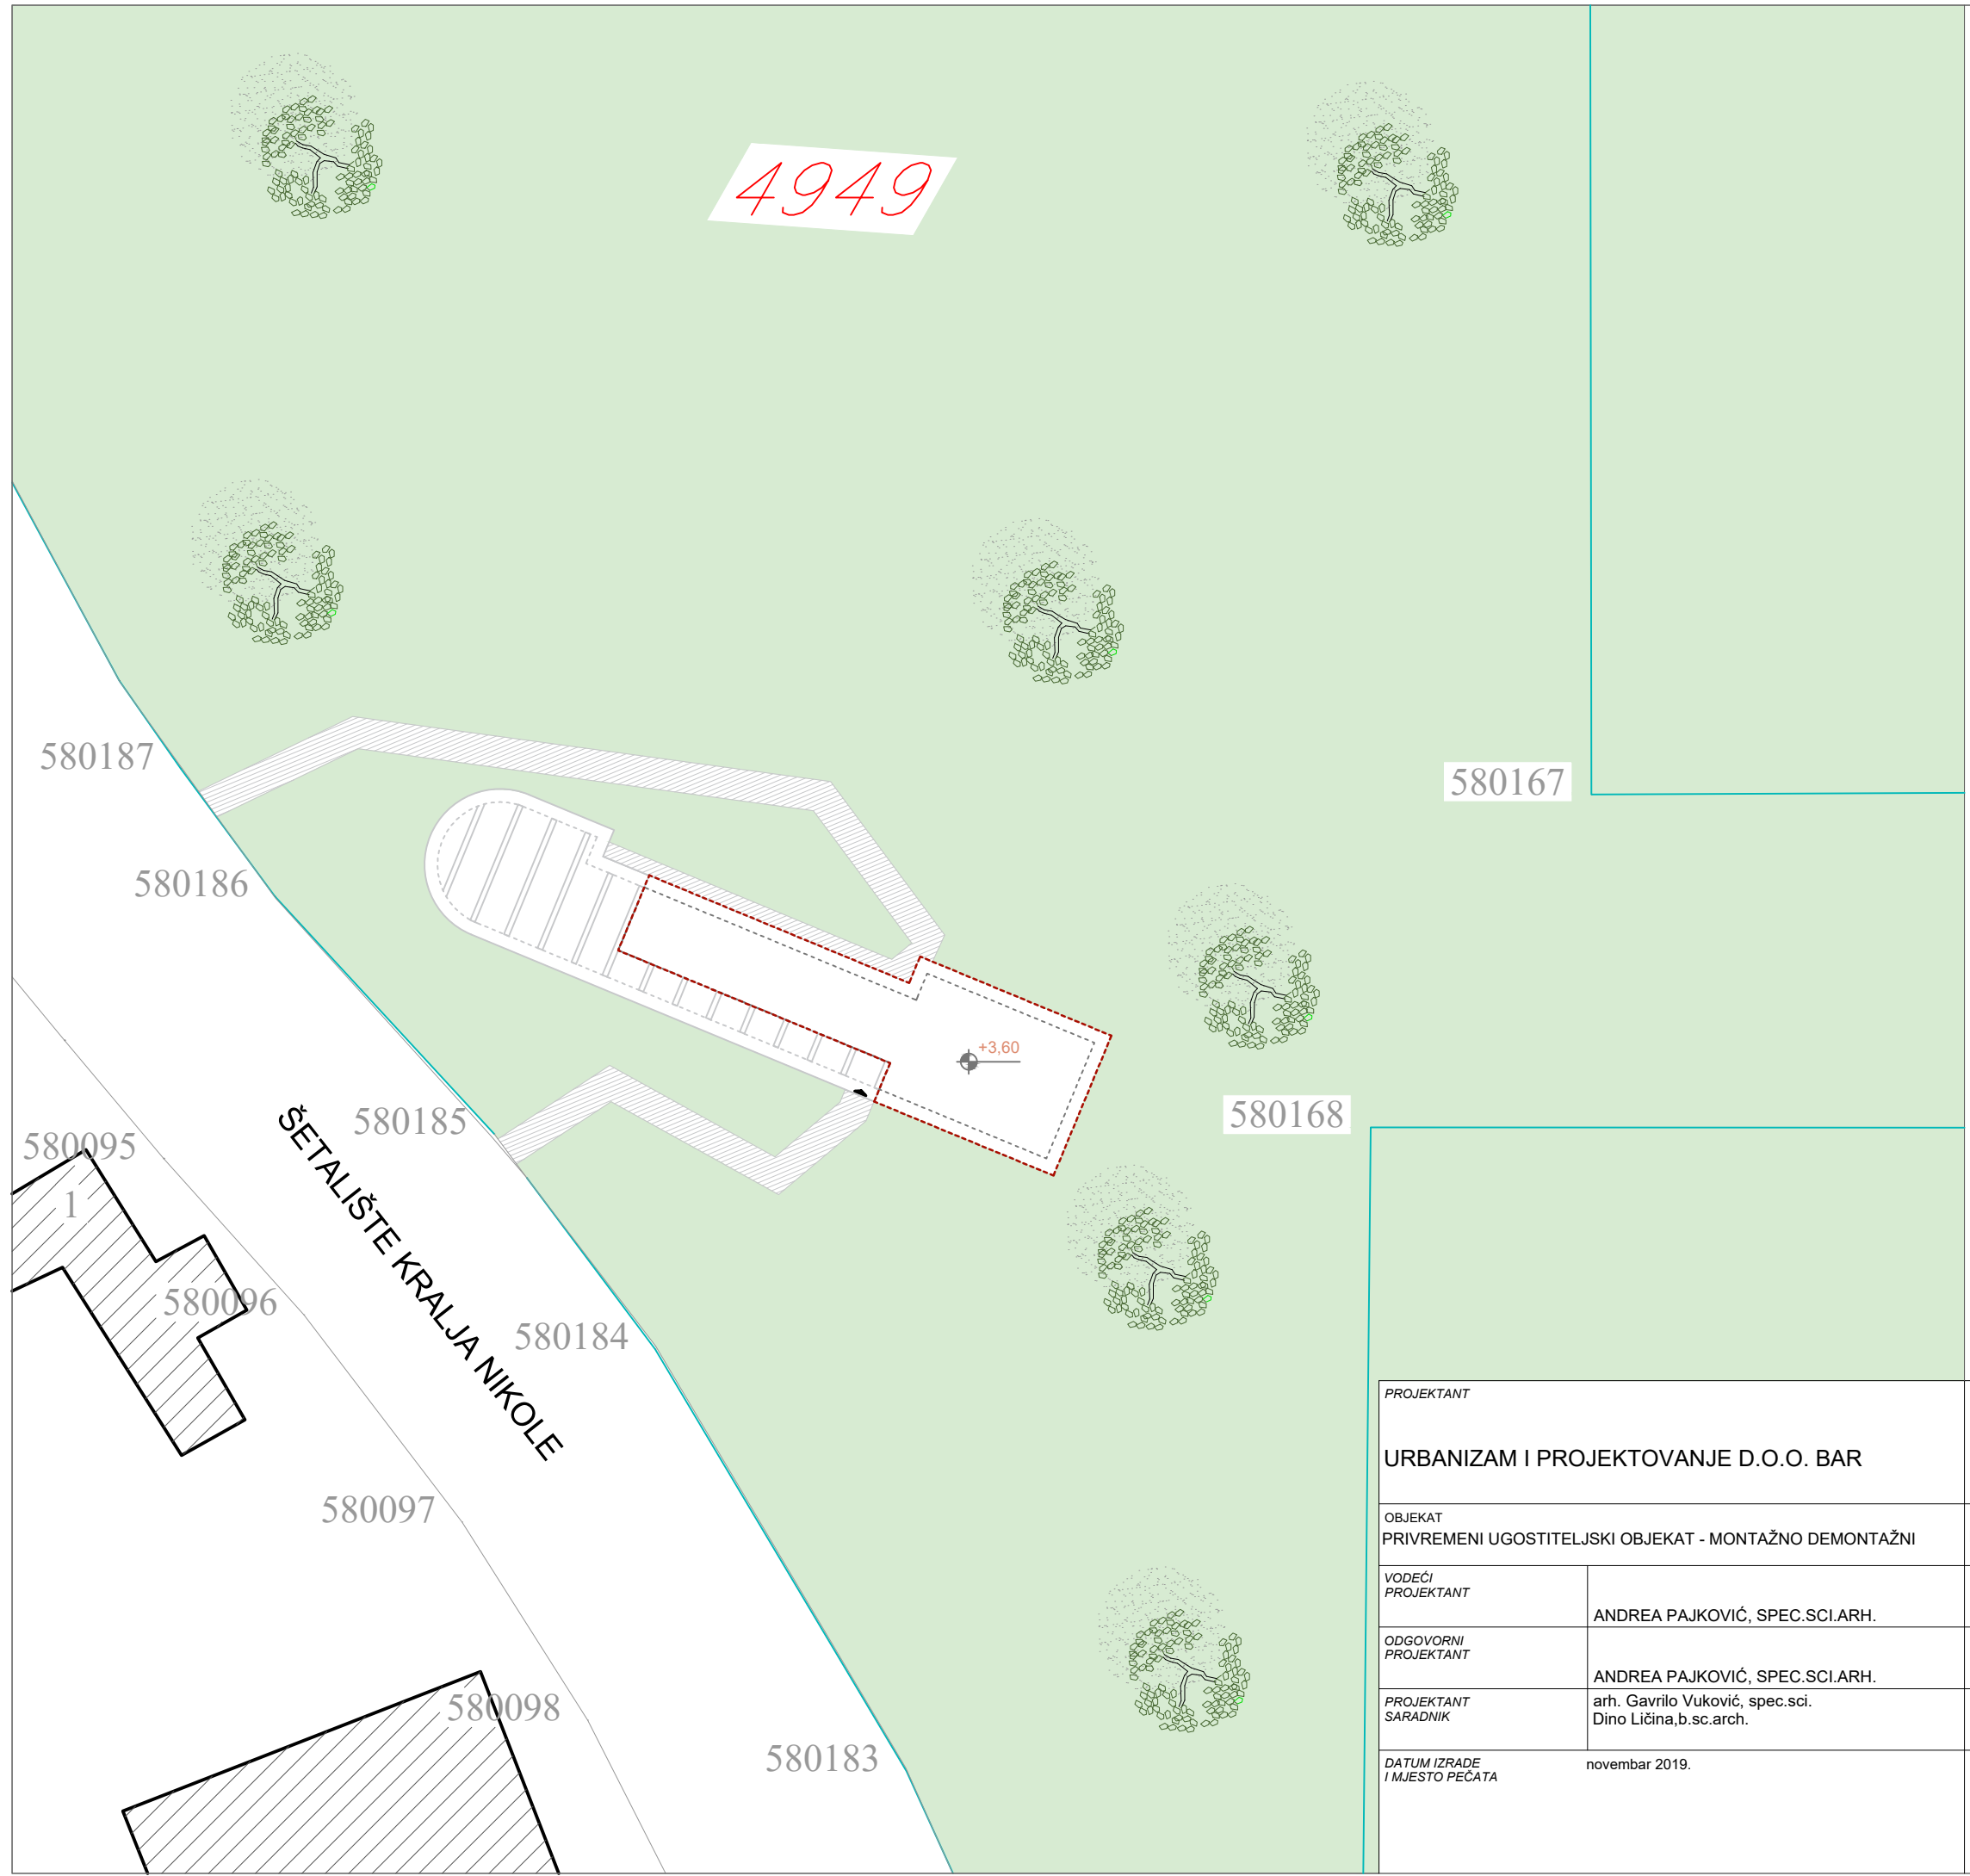 4949
580187
580167
580186
+3,60
580185
580168
580095
1
ŠETALIŠTE KRALJA NIKOLE
580096
580184
580097
580098
580183
PROJEKTANT
URBANIZAM I PROJEKTOVANJE D.O.O. BAR
OBJEKAT
PRIVREMENI UGOSTITELJSKI OBJEKAT - MONTAŽNO DEMONTAŽNI
VODEĆI
PROJEKTANT
ANDREA PAJKOVIĆ, SPEC.SCI.ARH.
ODGOVORNI
PROJEKTANT
ANDREA PAJKOVIĆ, SPEC.SCI.ARH.
PROJEKTANT
SARADNIK
arh. Gavrilo Vuković, spec.sci.
Dino Ličina,b.sc.arch.
DATUM IZRADE
I MJESTO PEČATA
novembar 2019.